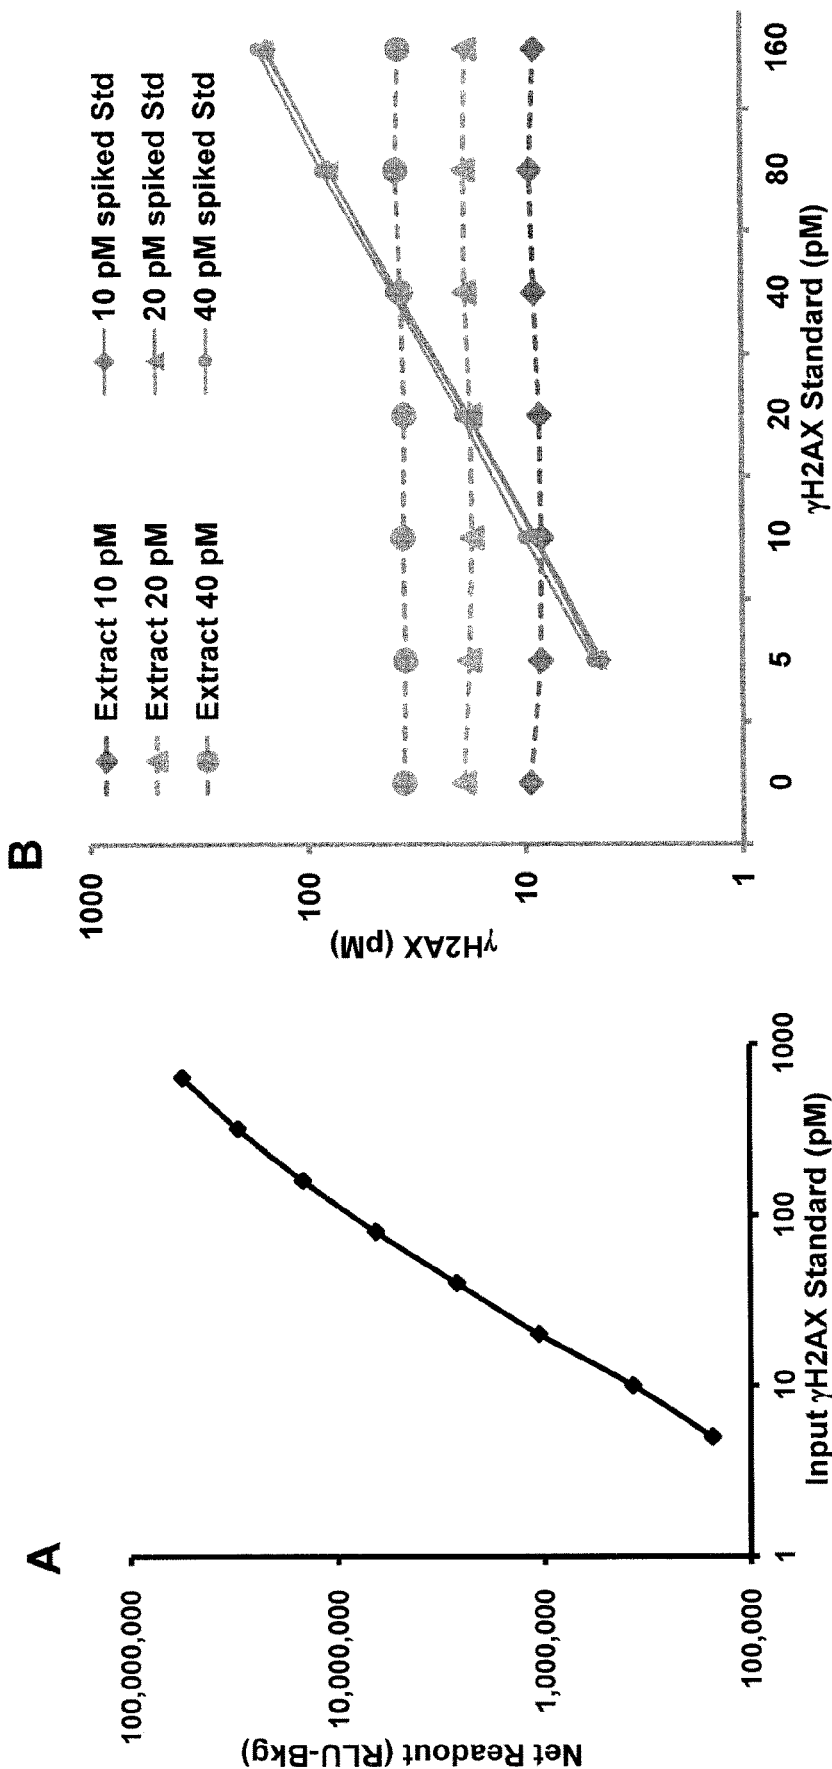 A
100,000,000
10,000,000
1,000,000
100,000
Net Readout (RLU-Bkg)
1
10
100
1000
Input γH2AX Standard (pM)
B
Extract 10 pM
Extract 20 pM
Extract 40 pM
10 pM spiked Std
20 pM spiked Std
40 pM spiked Std
1000
100
10
1
γH2AX (pM)
0
5
10
20
40
80
160
γH2AX Standard (pM)